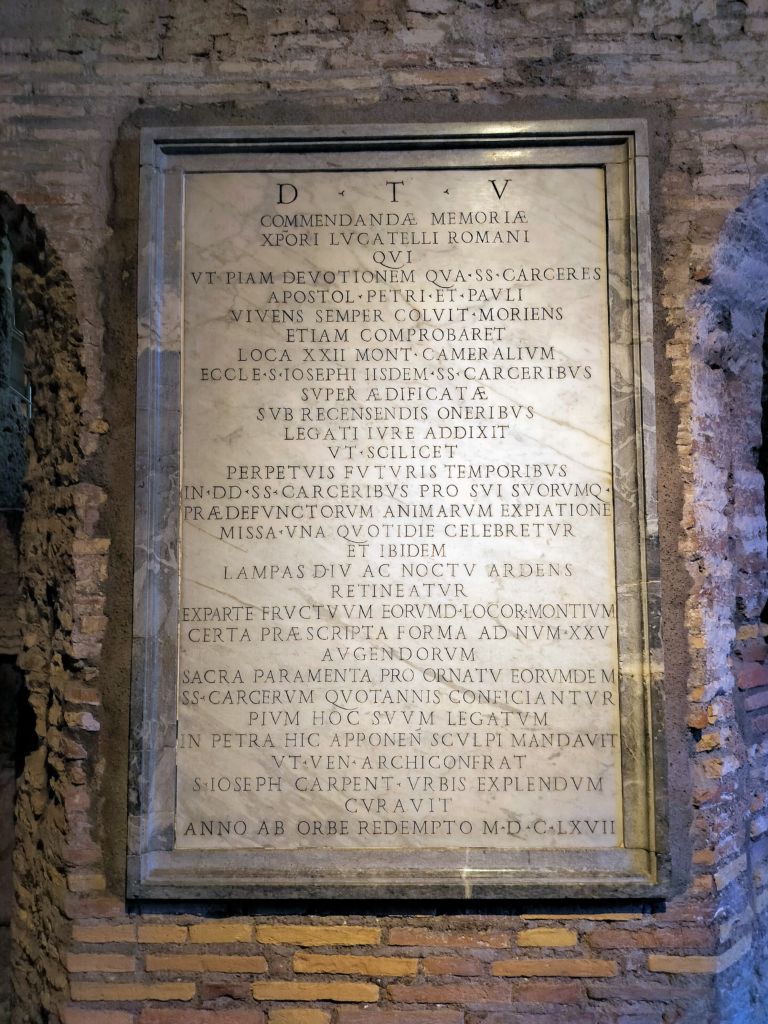 D · T · V
COMMENDANDÆ MEMORIÆ
XPORI LVCATELLI ROMANI
QVI
VT PIAM DEVOTIONEM QVA·SS·CARCERES
APOSTOL·PETRI·ET·PAVLI
VIVENS SEMPER COLVIT·MORIENS
ETIAM COMPROBARET
LOCA XXII MONT·CAMERALIVM
ECCLE·S·IOSEPHI IISDEM·SS·CARCERIBVS
SVPER ÆDIFICATÆ
SVB RECENSENDIS ONERIBVS
LEGATI IVRE ADDIXIT
VT·SCILICET
PERPETVIS FVTVRIS TEMPORIBVS
IN·DD·SS·CARCERIBVS PRO SVI SVORVMQ·
PRÆDEFVNCTORVM ANIMARVM EXPIATIONE
MISSA·VNA QVOTIDIE CELEBRETVR
ET IBIDEM
LAMPAS DIV AC NOCTV ARDENS
RETINEATVR
EXPARTE FRVCTVVM EORVMD·LOCOR·MONTIVM
CERTA PRÆSCRIPTA FORMA AD NVM·XXV
AVGENDORVM
SACRA PARAMENTA PRO ORNATV EORVMDEM
SS·CARCERVM QVOTANNIS CONFICIANTVR
PIVM HOC SVVM LEGATVM
IN PETRA HIC APPONEÑ SCVLPI MANDAVIT
VT·VEN·ARCHICONFRAT
S·IOSEPH CARPENT·VRBIS EXPLENDVM
CVRAVIT
ANNO AB ORBE REDEMPTO M·D·C·LXVII